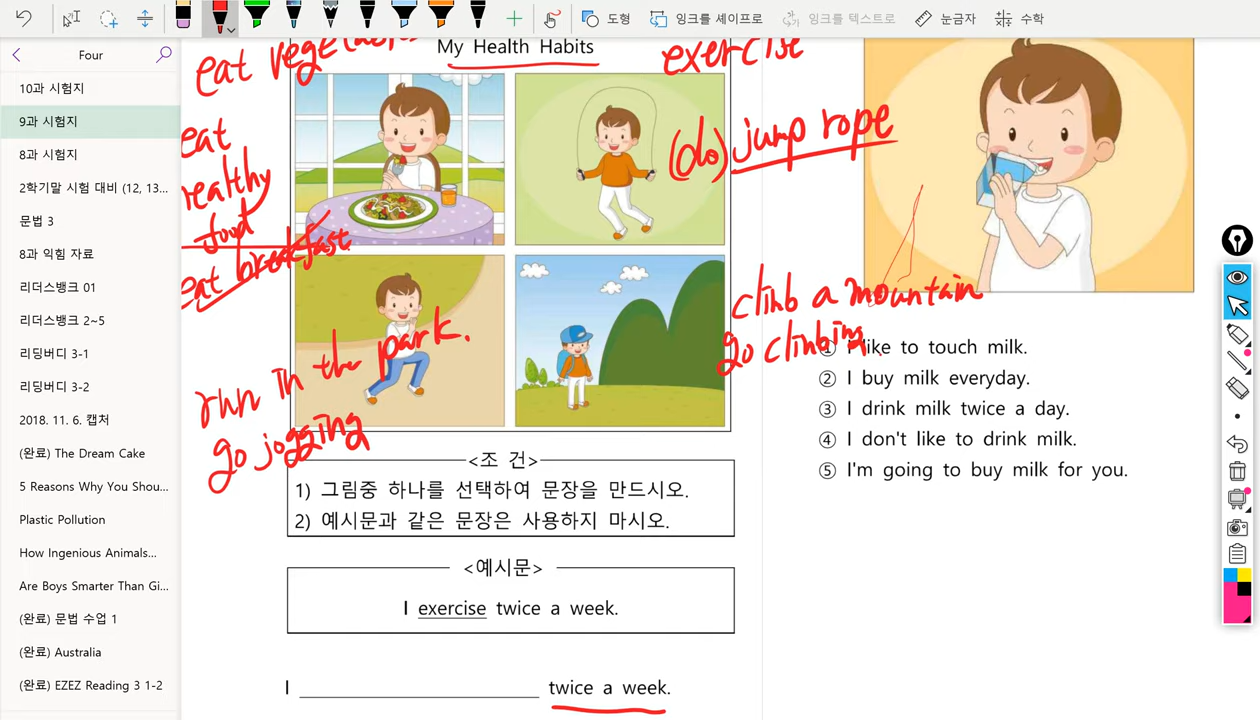 도형
잉크를 셰이프로
잉크를 텍스트로
눈금자
수학
Four
10과 시험지
9과 시험지
8과 시험지
2학기말 시험 대비 (12, 13...
문법 3
8과 익힘 자료
리더스뱅크 01
리더스뱅크 2~5
리딩버디 3-1
리딩버디 3-2
2018. 11. 6. 캡처
(완료) The Dream Cake
5 Reasons Why You Shou...
Plastic Pollution
How Ingenious Animals...
Are Boys Smarter Than Gi...
(완료) 문법 수업 1
(완료) Australia
(완료) EZEZ Reading 3 1-2
My Health Habits
eat vegetables
exercise
eat
healthy
food
eat breakfast
(do) jump rope
run in the park.
go jogging
climb a mountain
go climbing.
<조 건>
1) 그림중 하나를 선택하여 문장을 만드시오.
2) 예시문과 같은 문장은 사용하지 마시오.
<예시문>
I exercise twice a week.
I ______________________ twice a week.
① I like to touch milk.
② I buy milk everyday.
③ I drink milk twice a day.
④ I don't like to drink milk.
⑤ I'm going to buy milk for you.